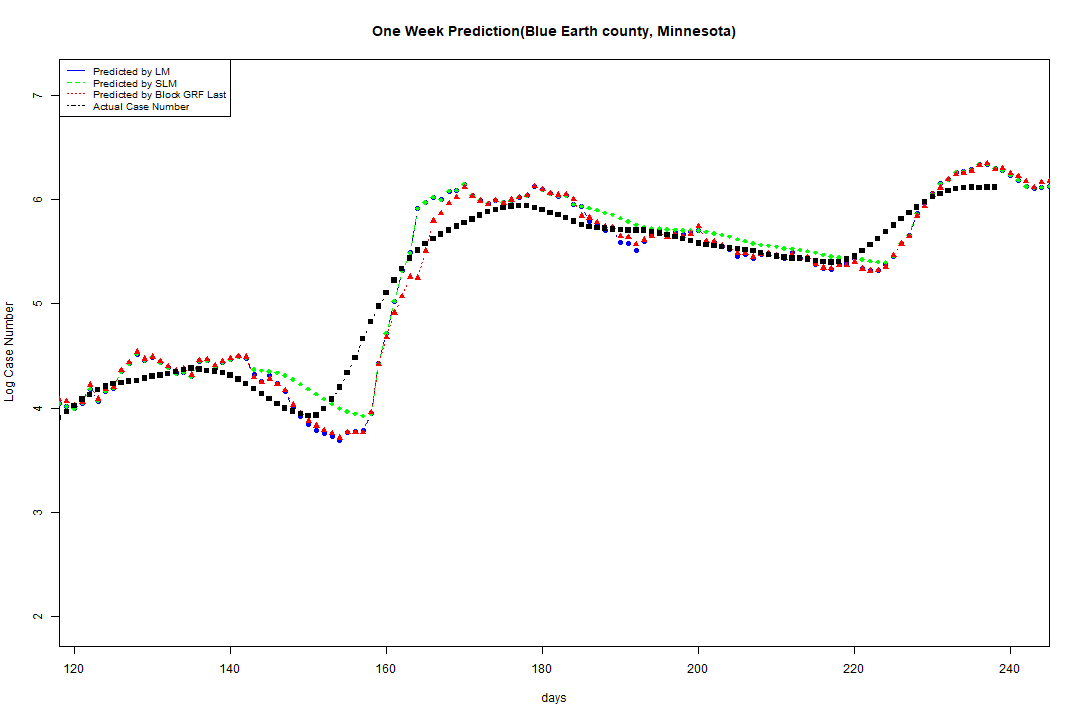 One Week Prediction(Blue Earth county, Minnesota)
Predicted by LM
Predicted by SLM
Predicted by Block GRF Last
Actual Case Number
Log Case Number
7
6
5
4
3
2
120 140 160 180 200 220 240
days